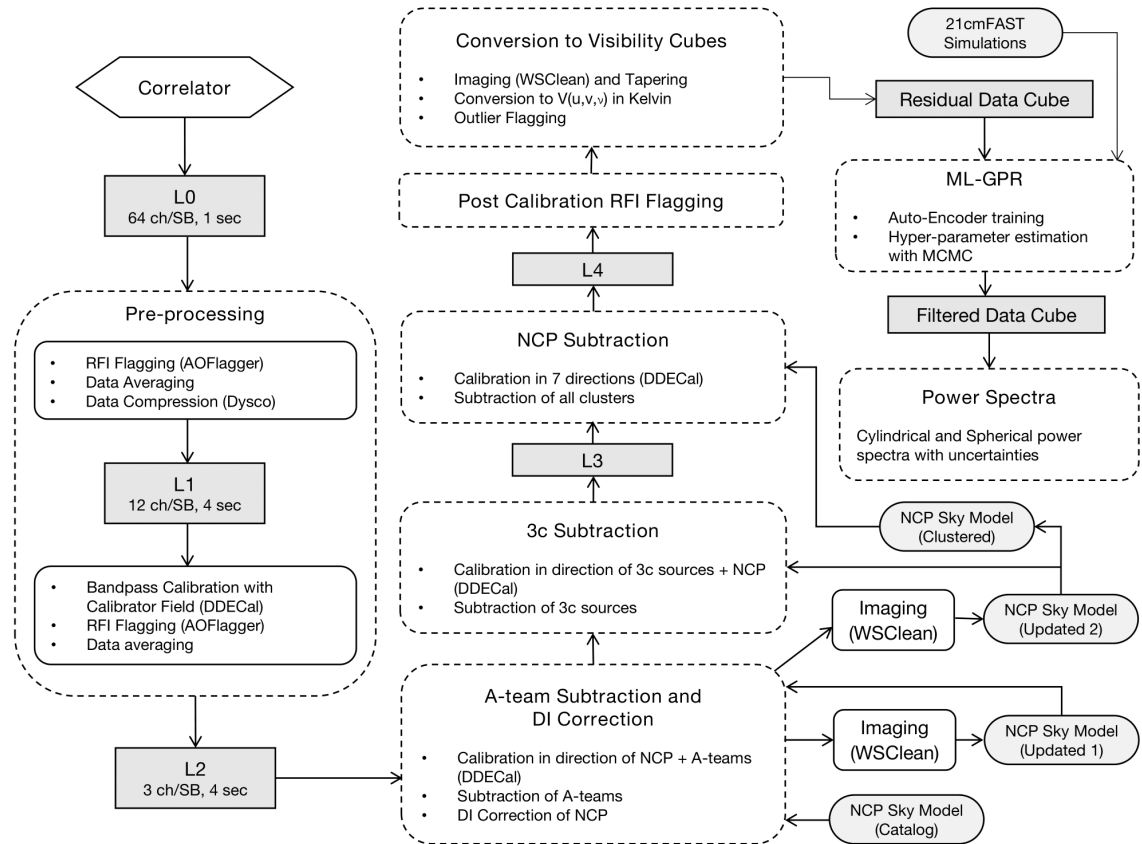 Correlator
L0
64 ch/SB, 1 sec
Pre-processing
• RFI Flagging (AOFlagger)
• Data Averaging
• Data Compression (Dysco)
L1
12 ch/SB, 4 sec
• Bandpass Calibration with
Calibrator Field (DDECal)
• RFI Flagging (AOFlagger)
• Data averaging
L2
3 ch/SB, 4 sec
Conversion to Visibility Cubes
• Imaging (WSClean) and Tapering
• Conversion to V(u,v,ν) in Kelvin
• Outlier Flagging
Post Calibration RFI Flagging
L4
NCP Subtraction
• Calibration in 7 directions (DDECal)
• Subtraction of all clusters
L3
3c Subtraction
• Calibration in direction of 3c sources + NCP
(DDECal)
• Subtraction of 3c sources
A-team Subtraction and
DI Correction
• Calibration in direction of NCP + A-teams
(DDECal)
• Subtraction of A-teams
• DI Correction of NCP
21cmFAST
Simulations
Residual Data Cube
ML-GPR
• Auto-Encoder training
• Hyper-parameter estimation
with MCMC
Filtered Data Cube
Power Spectra
Cylindrical and Spherical power
spectra with uncertainties
NCP Sky Model
(Clustered)
Imaging
(WSClean)
NCP Sky Model
(Updated 2)
Imaging
(WSClean)
NCP Sky Model
(Updated 1)
NCP Sky Model
(Catalog)